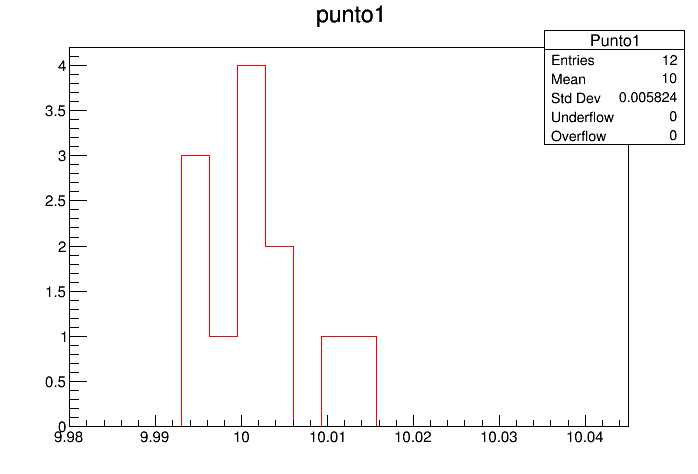 punto1
Punto1
Entries 12
Mean 10
Std Dev 0.005824
Underflow 0
Overflow 0
4
3.5
3
2.5
2
1.5
1
0.5
0
9.98 9.99 10 10.01 10.02 10.03 10.04